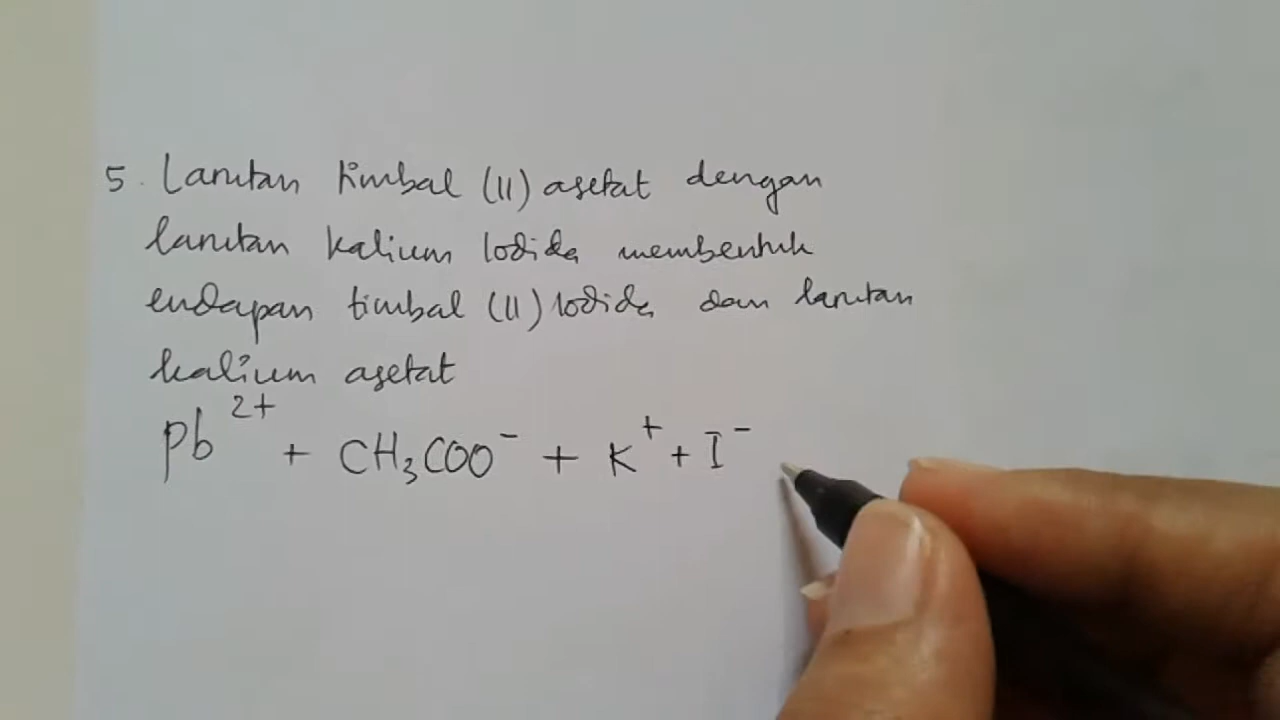 5. Larutan timbal (II) asetat dengan
larutan kalium Iodida membentuk
endapan timbal (II) Iodida dan larutan
kalium asetat
Pb²⁺ + CH₃COO⁻ + K⁺ + I⁻